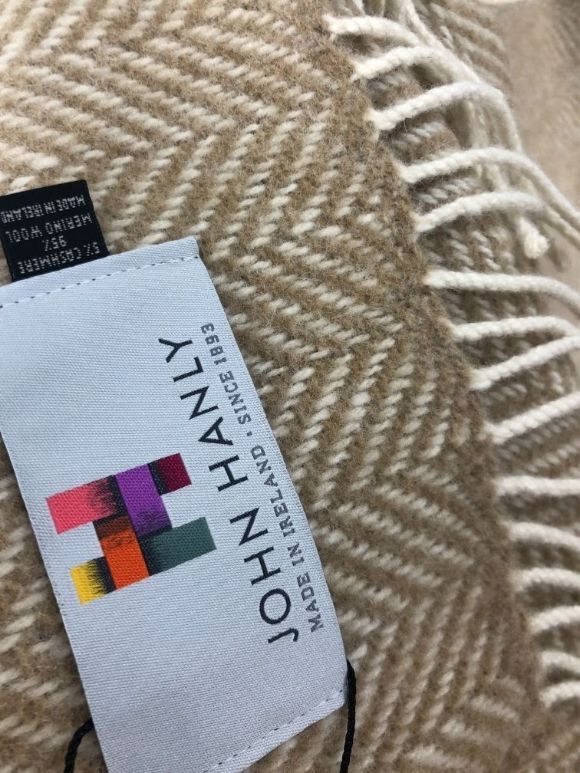 JOHN HANLY
MADE IN IRELAND · SINCE 1893
5% CASHMERE
95%
MERINO WOOL
MADE IN IRELAND